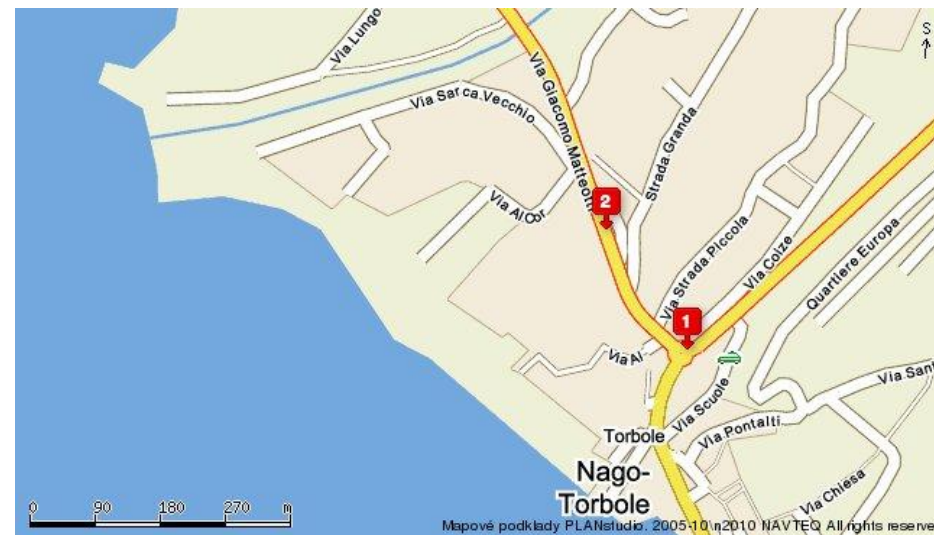 Via Lungo
S
Via Sarca Vecchio
Via Giacomo Matteotti
Strada Granda
2
Via Al Cor
Via Strada Piccola
Via Coize
Quartiere Europa
1
Via Al
Via Scuole
Via Sant
Torbole
Via Pontalti
Nago-
Torbole
Via Chiesa
0 90 180 270 m
Mapové podklady PLANstudio. 2005-10\n2010 NAVTEQ All rights reserve